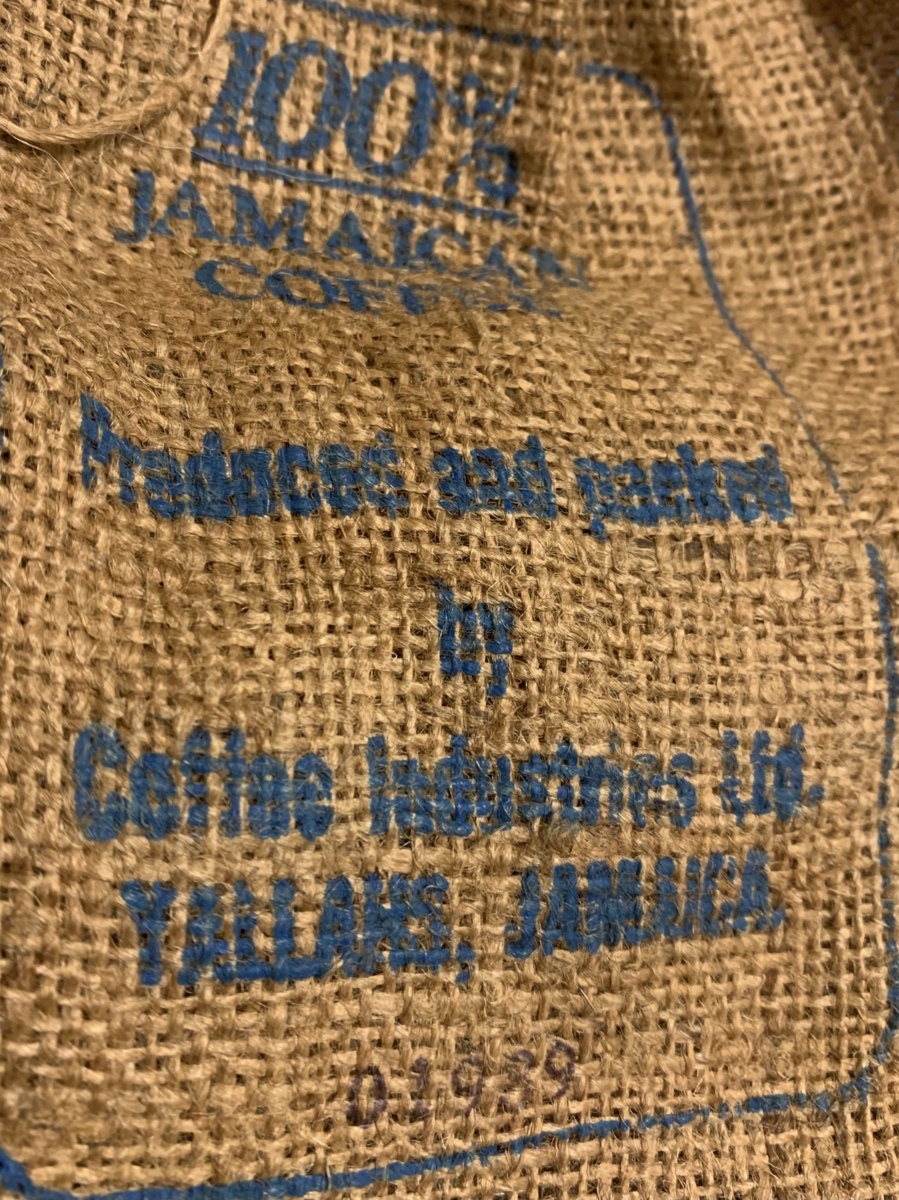 100%
JAMAICAN
COFFEE
Produced and packed
by
Coffee Industries Ltd.
YALLAHS, JAMAICA.
01939